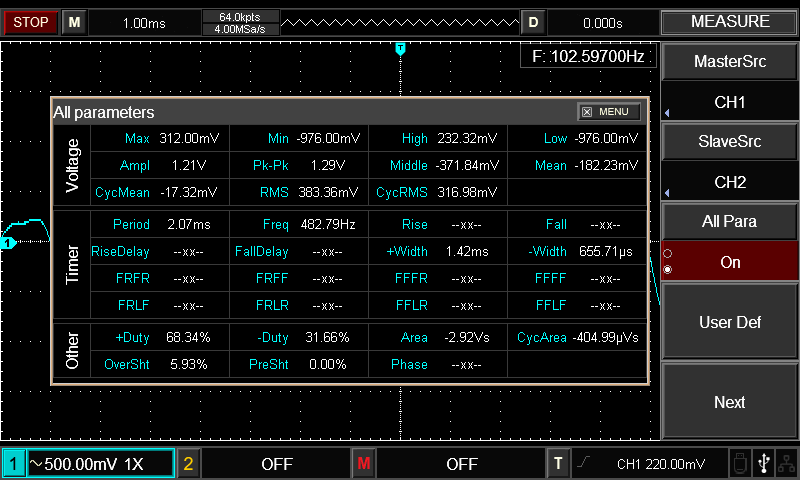 STOP M 1.00ms 64.0kpts D 0.000s MEASURE
4.00MSa/s
T
F: 102.59700Hz
MasterSrc
CH1
SlaveSrc
CH2
All Para
On
User Def
Next
All parameters MENU
Voltage
Max 312.00mV Min -976.00mV High 232.32mV Low -976.00mV
Ampl 1.21V Pk-Pk 1.29V Middle -371.84mV Mean -182.23mV
CycMean -17.32mV RMS 383.36mV CycRMS 316.98mV
Timer
Period 2.07ms Freq 482.79Hz Rise --xx-- Fall --xx--
RiseDelay --xx-- FallDelay --xx-- +Width 1.42ms -Width 655.71µs
FRFR --xx-- FRFF --xx-- FFFR --xx-- FFFF --xx--
FRLF --xx-- FRLR --xx-- FFLR --xx-- FFLF --xx--
Other
+Duty 68.34% -Duty 31.66% Area -2.92Vs CycArea -404.99µVs
OverSht 5.93% PreSht 0.00% Phase --xx--
1
1 ~500.00mV 1X 2 OFF M OFF T CH1 220.00mV